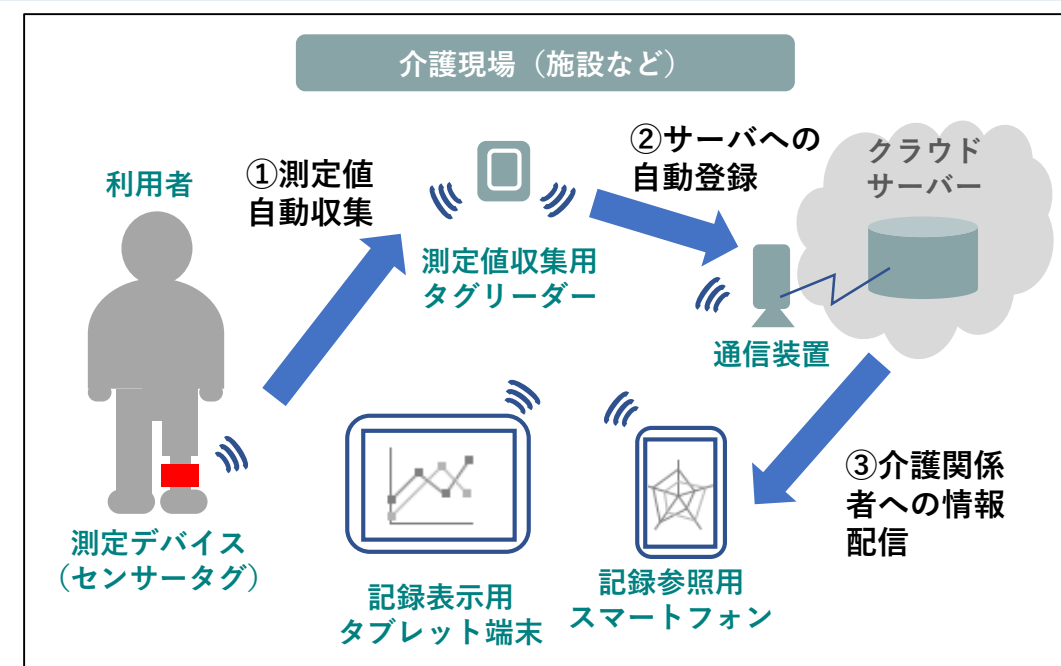 介護現場（施設など）
利用者
①測定値
自動収集
②サーバへの
自動登録
クラウド
サーバー
測定値収集用
タグリーダー
通信装置
③介護関係
者への情報
配信
測定デバイス
（センサータグ）
記録表示用
タブレット端末
記録参照用
スマートフォン